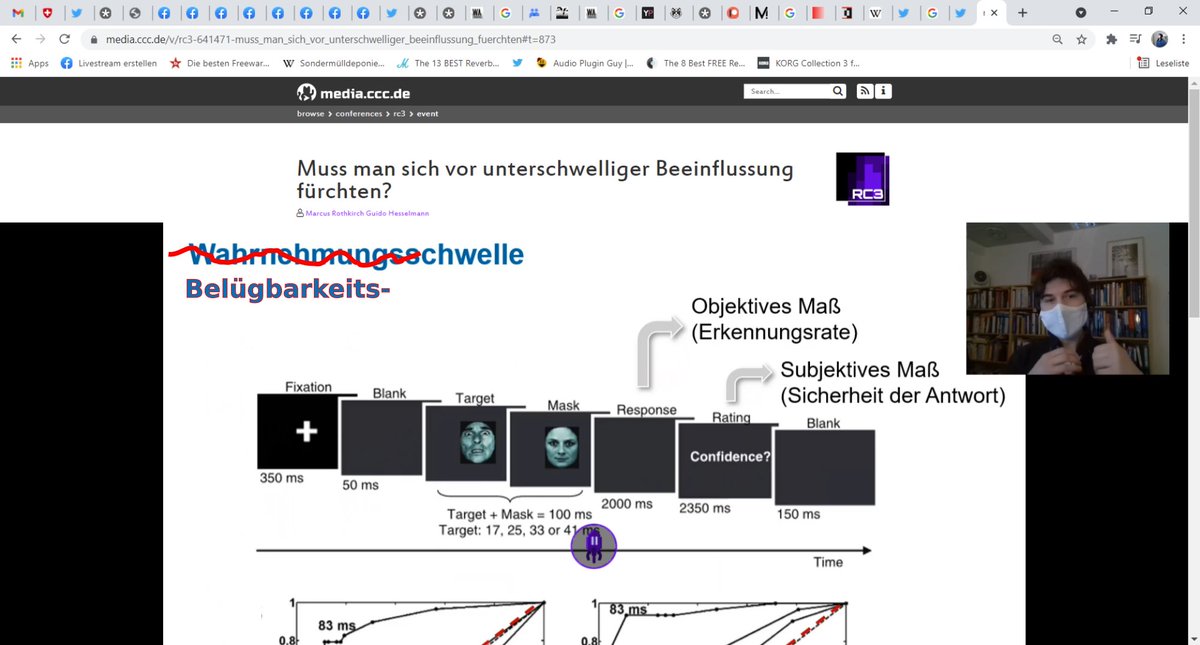 media.ccc.de/v/rc3-641471-muss_man_sich_vor_unterschwelliger_beeinflussung_fuerchten#t=873
Apps
Livestream erstellen
Die besten Freewar...
Sondermülldeponie...
The 13 BEST Reverb...
Audio Plugin Guy |...
The 8 Best FREE Re...
KORG Collection 3 f...
Leseliste
media.ccc.de
Search...
browse > conferences > rc3 > event
Muss man sich vor unterschwelliger Beeinflussung
fürchten?
RC3
Marcus Rothkirch Guido Hesselmann
Wahrnehmungsschwelle
Belügbarkeits-
Objektives Maß
(Erkennungsrate)
Subjektives Maß
(Sicherheit der Antwort)
Fixation
Blank
Target
Mask
Response
Rating
Blank
Confidence?
350 ms
50 ms
2000 ms
2350 ms
150 ms
Target + Mask = 100 ms
Target: 17, 25, 33 or 41 ms
Time
1
83 ms
0.8
1
83 ms
0.8